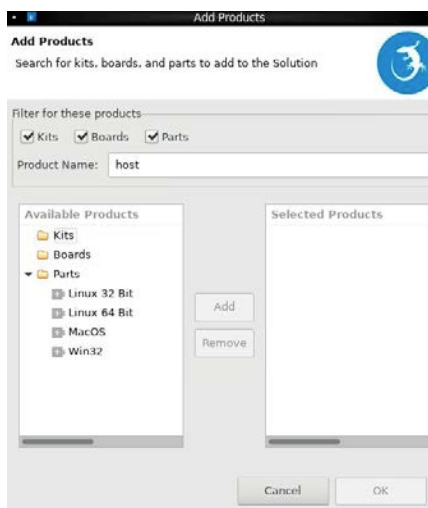 Add Products
Add Products
Search for kits, boards, and parts to add to the Solution
Filter for these products
Kits Boards Parts
Product Name: host
Available Products
Kits
Boards
Parts
Linux 32 Bit
Linux 64 Bit
MacOS
Win32
Add
Remove
Selected Products
Cancel OK